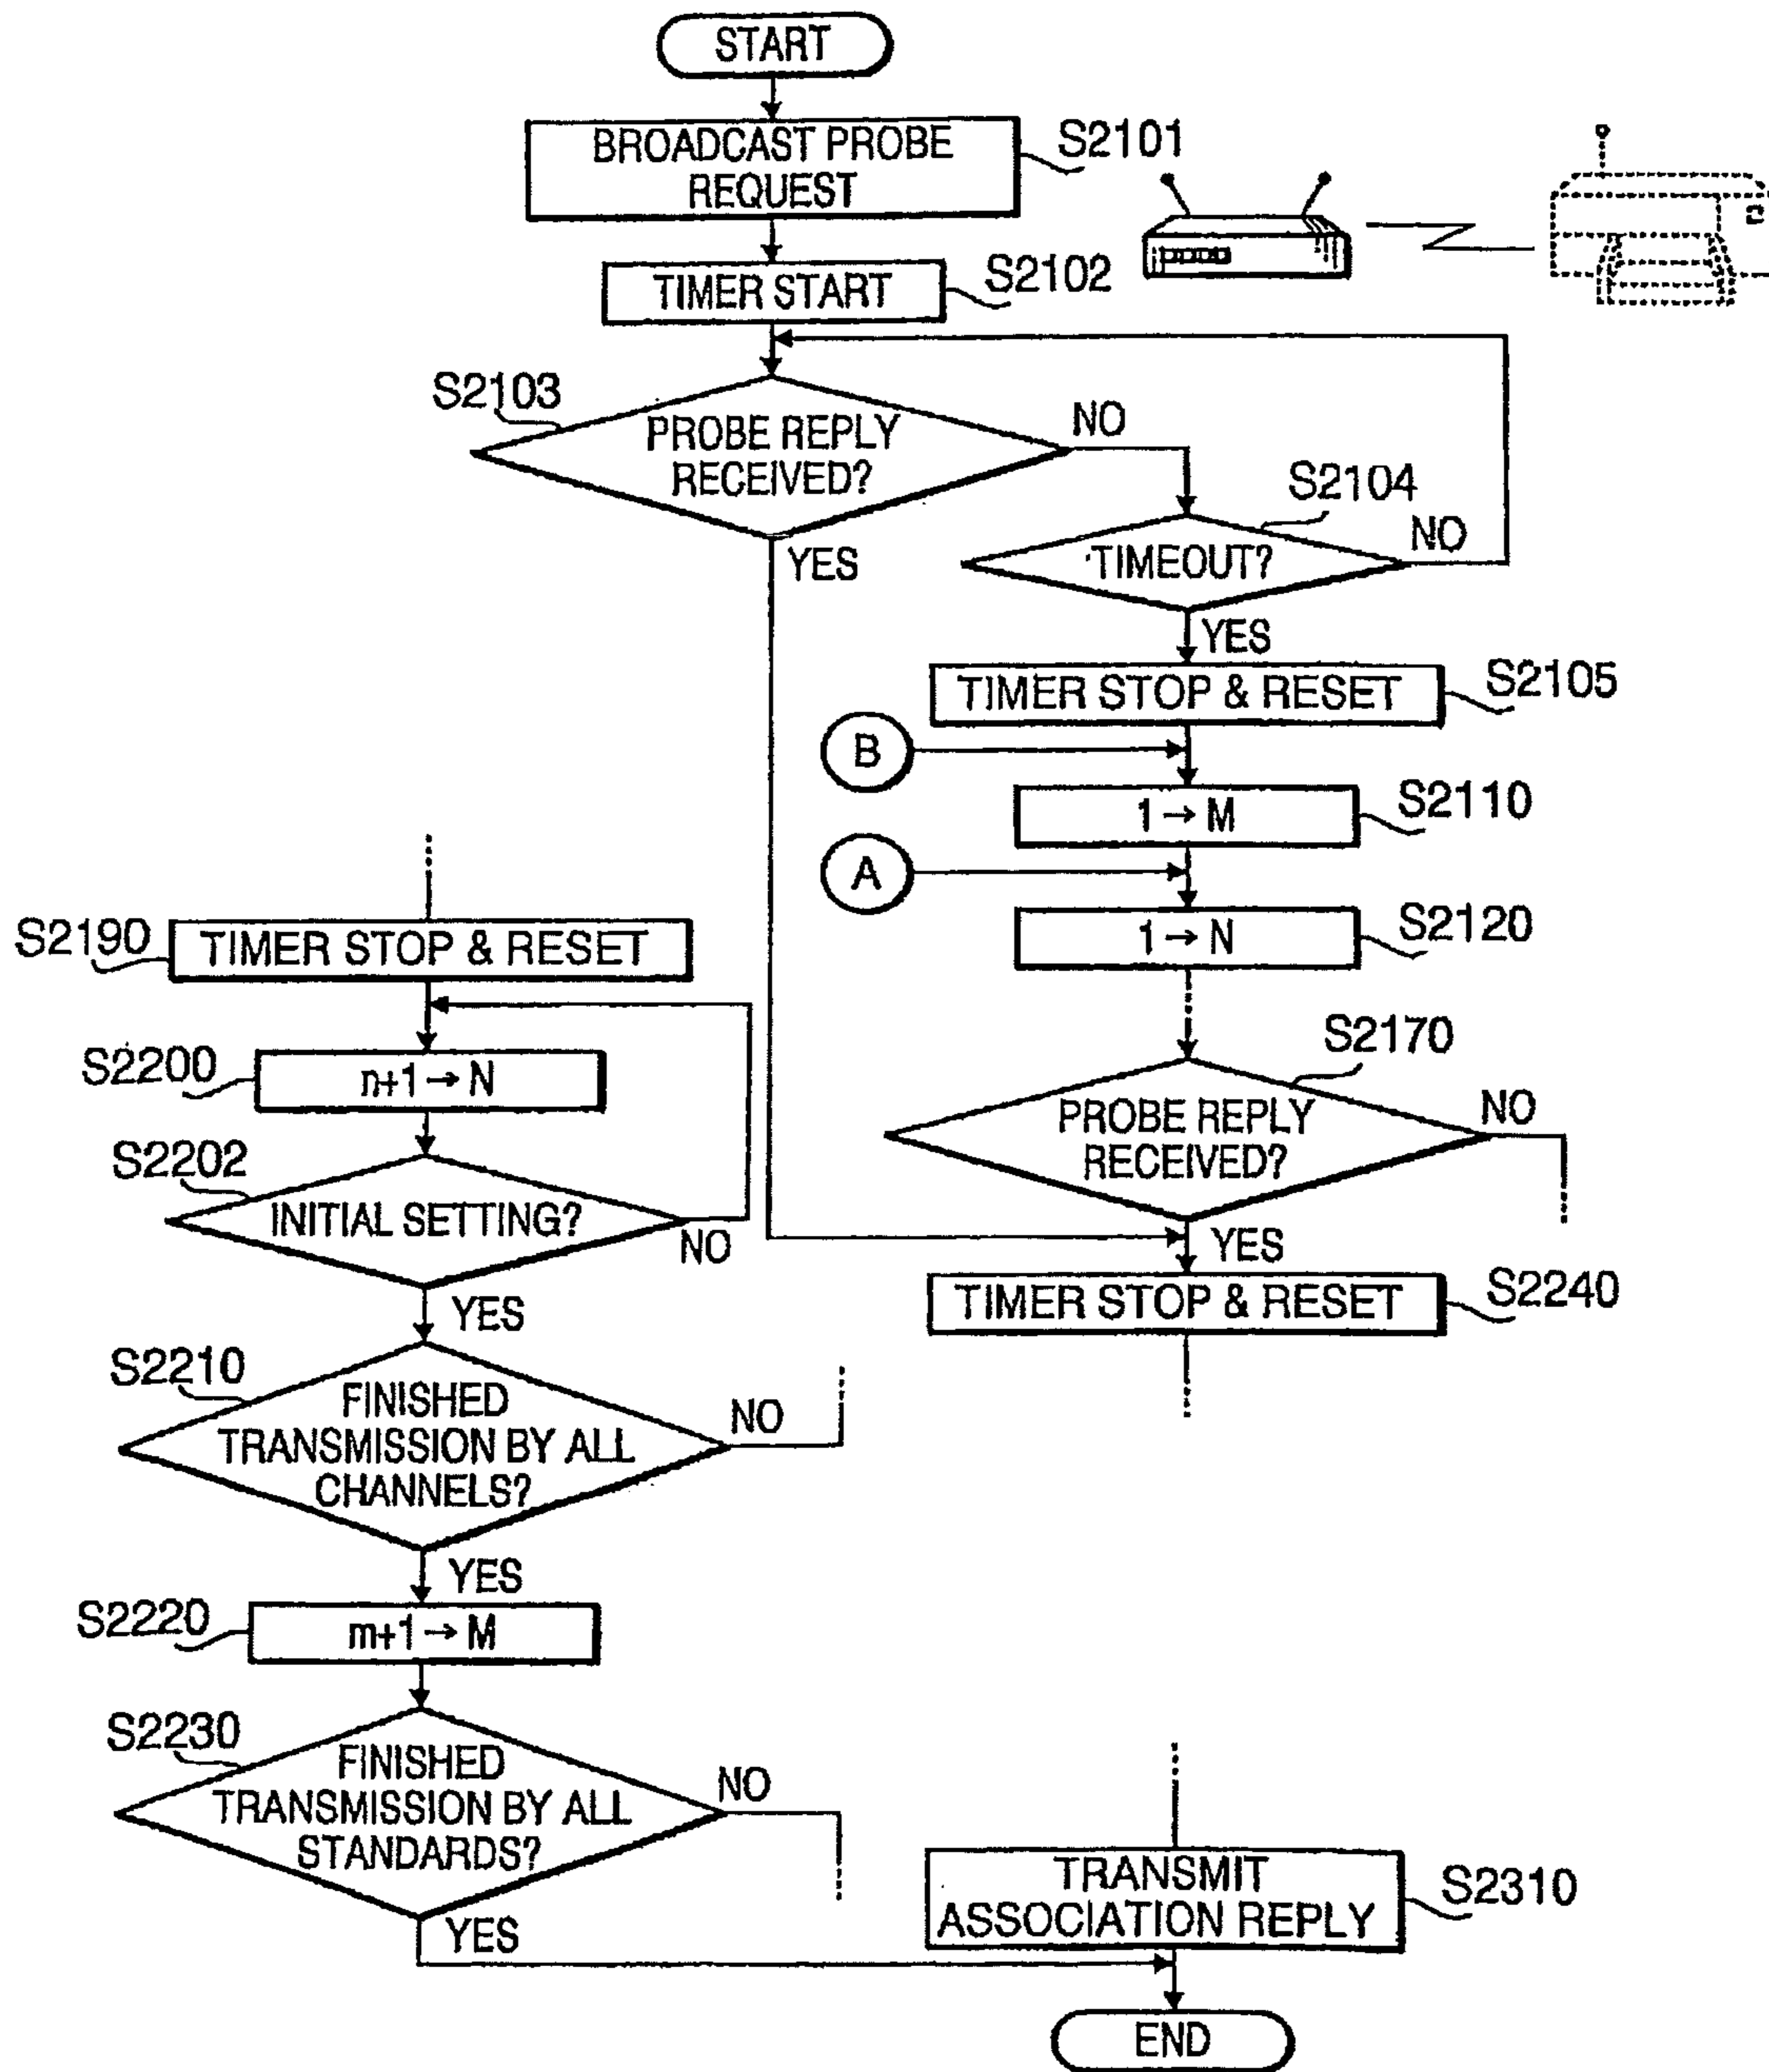 START
BROADCAST PROBE
REQUEST
S2101
TIMER START
S2102
S2103
PROBE REPLY
RECEIVED?
NO
YES
S2104
TIMEOUT?
NO
YES
TIMER STOP & RESET
S2105
B
1→M
S2110
A
1→N
S2120
S2170
PROBE REPLY
RECEIVED?
NO
YES
TIMER STOP & RESET
S2240
S2190
TIMER STOP & RESET
S2200
n+1→N
S2202
INITIAL SETTING?
NO
YES
S2210
FINISHED
TRANSMISSION BY ALL
CHANNELS?
NO
YES
S2220
m+1→M
S2230
FINISHED
TRANSMISSION BY ALL
STANDARDS?
NO
YES
TRANSMIT
ASSOCIATION REPLY
S2310
END